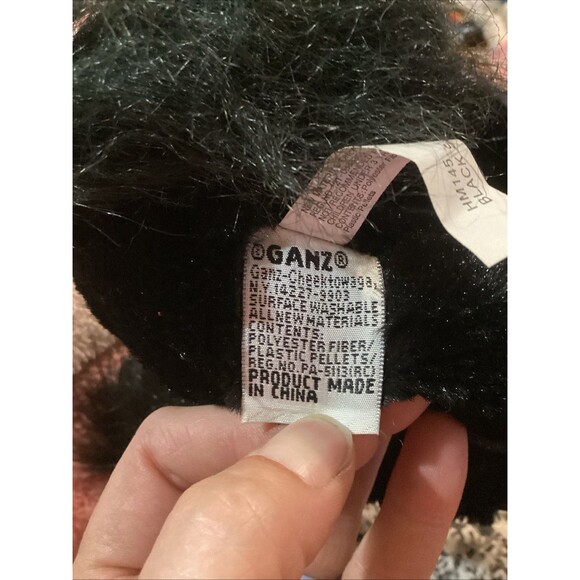 ©GANZ®
Ganz-Cheektowaga,
N.Y. 14227-9903
SURFACE WASHABLE
ALL NEW MATERIALS
CONTENTS:
POLYESTER FIBER/
PLASTIC PELLETS/
REG.NO.PA-5113(RC)
PRODUCT MADE
IN CHINA
HM145
BLACK